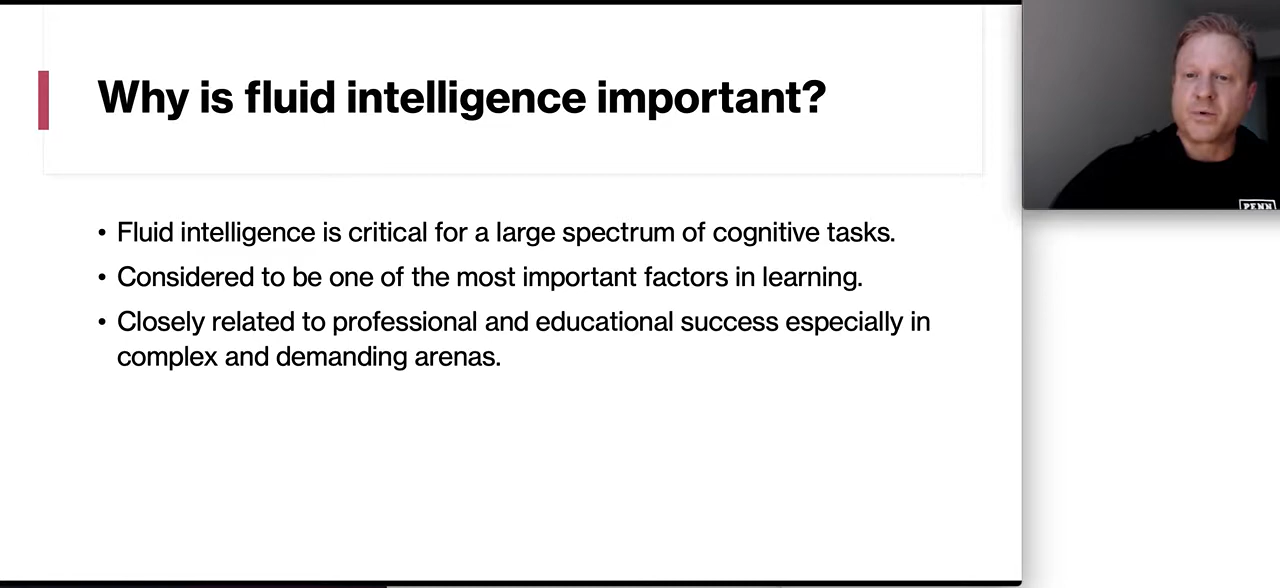 Why is fluid intelligence important?
• Fluid intelligence is critical for a large spectrum of cognitive tasks.
• Considered to be one of the most important factors in learning.
• Closely related to professional and educational success especially in
complex and demanding arenas.
PENN